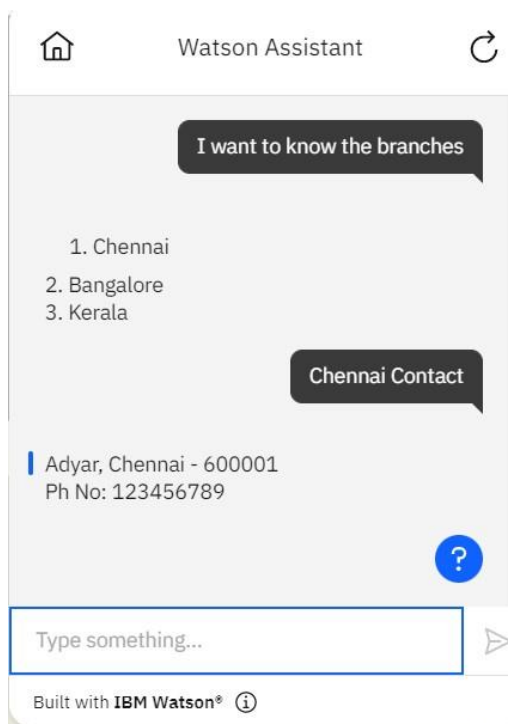 Watson Assistant
I want to know the branches
1. Chennai
2. Bangalore
3. Kerala
Chennai Contact
Adyar, Chennai - 600001
Ph No: 123456789
?
Type something...
Built with IBM Watson®